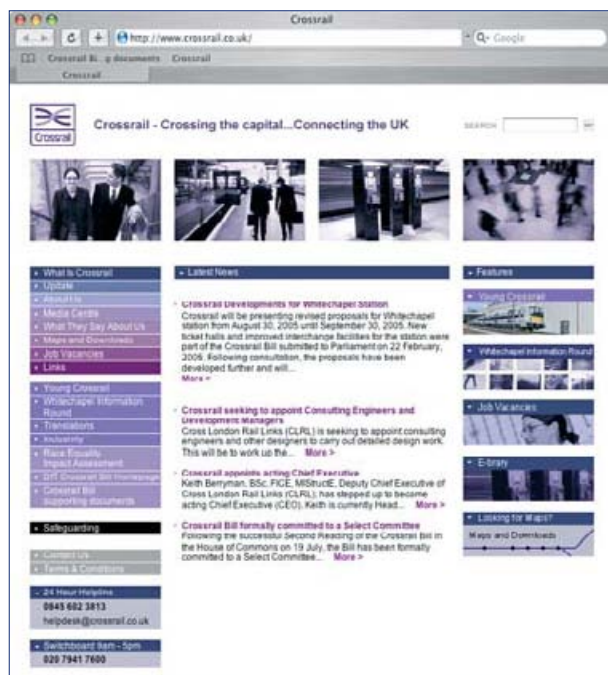 Crossrail
http://www.crossrail.co.uk/
Google
Crossrail Bi...g documents Crossrail
Crossrail
Crossrail
Crossrail - Crossing the capital...Connecting the UK
SEARCH
What Is Crossrail
Update
About Us
Media Centre
What They Say About Us
Maps and Downloads
Job Vacancies
Links
Young Crossrail
Whitechapel Information
Round
Translations
Inclusivity
Race Equality
Impact Assessment
DfT Crossrail Bill Homepage
Crossrail Bill
supporting documents
Safeguarding
Contact Us
Terms & Conditions
24 Hour Helpline
0845 602 3813
helpdesk@crossrail.co.uk
Switchboard 9am - 5pm
020 7941 7600
Latest News
Crossrail Developments for Whitechapel Station
Crossrail will be presenting revised proposals for Whitechapel
station from August 30, 2005 until September 30, 2005. New
ticket halls and improved interchange facilities for the station were
part of the Crossrail Bill submitted to Parliament on 22 February,
2005. Following consultation, the proposals have been
developed further and will...
More >
Crossrail seeking to appoint Consulting Engineers and
Development Managers
Cross London Rail Links (CLRL) is seeking to appoint consulting
engineers and other designers to carry out detailed design work.
This will be to work up the... More >
Crossrail appoints acting Chief Executive
Keith Berryman, BSc, FICE, MIStructE, Deputy Chief Executive of
Cross London Rail Links (CLRL); has stepped up to become
acting Chief Executive (CEO), Keith is currently Head... More >
Crossrail Bill formally committed to a Select Committee
Following the successful Second Reading of the Crossrail Bill in
the House of Commons on 19 July, the Bill has been formally
committed to a Select Committee... More >
Features
Young Crossrail
Whitechapel Information Round
Job Vacancies
E-brary
Looking for Maps?
Maps and Downloads